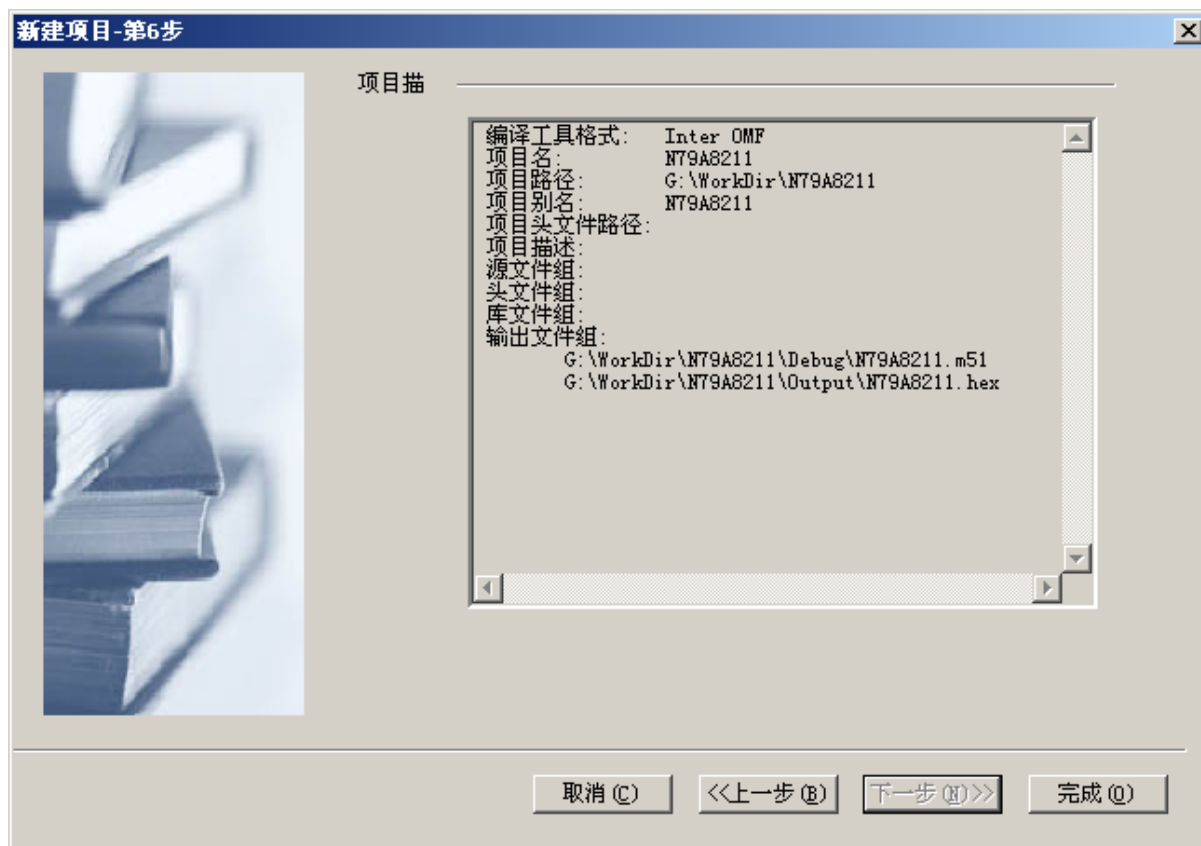 新建项目-第6步
项目描
编译工具格式: Inter OMF
项目名: N79A8211
项目路径: G:\WorkDir\N79A8211
项目别名: N79A8211
项目头文件路径:
项目描述:
源文件组:
头文件组:
库文件组:
输出文件组:
G:\WorkDir\N79A8211\Debug\N79A8211.m51
G:\WorkDir\N79A8211\Output\N79A8211.hex
取消(C) <<上一步(B) 下一步(N)>> 完成(O)